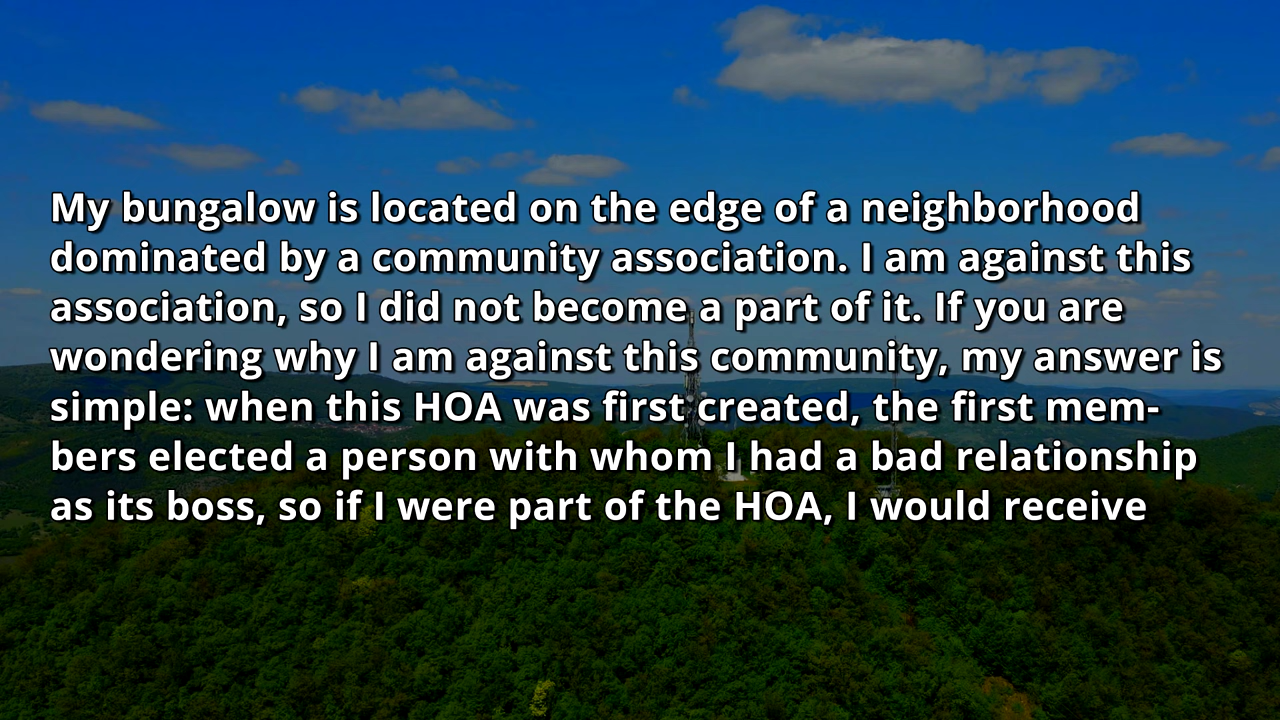 My bungalow is located on the edge of a neighborhood
dominated by a community association. I am against this
association, so I did not become a part of it. If you are
wondering why I am against this community, my answer is
simple: when this HOA was first created, the first mem-
bers elected a person with whom I had a bad relationship
as its boss, so if I were part of the HOA, I would receive